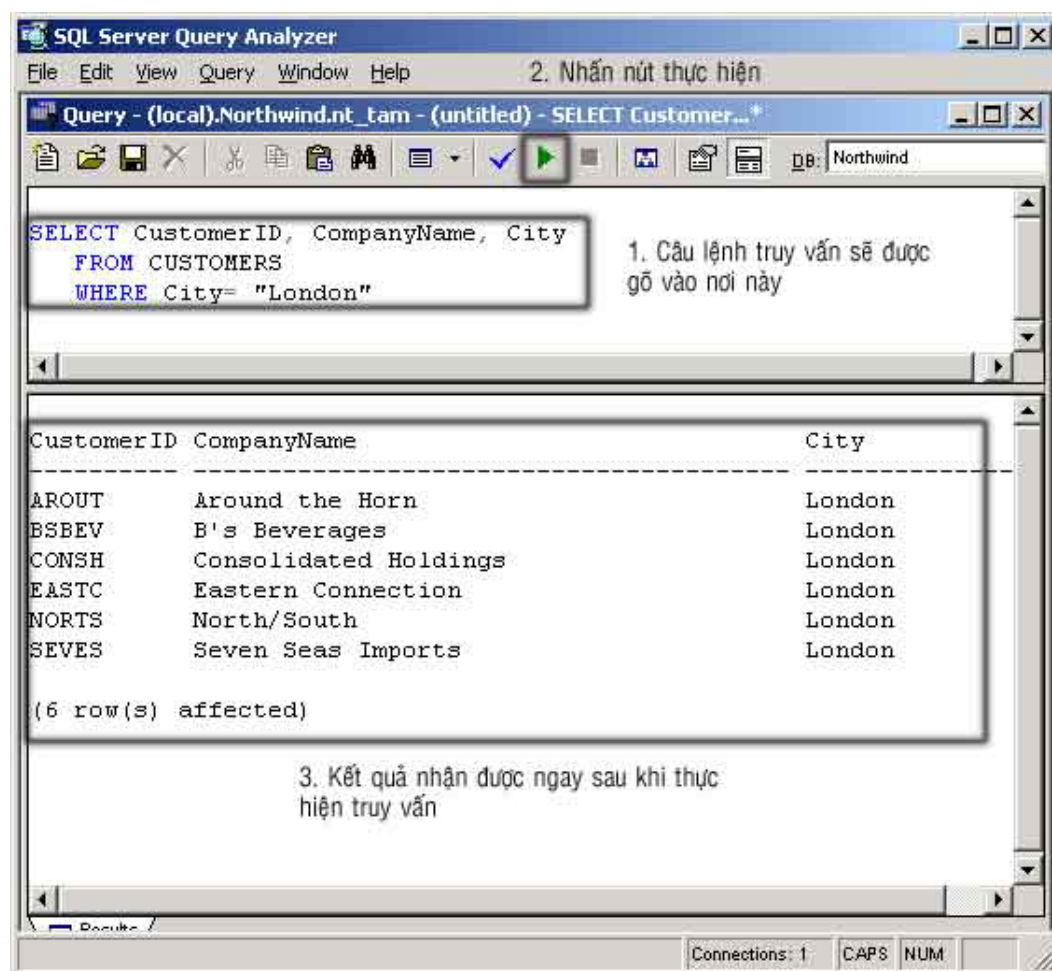 SQL Server Query Analyzer
File Edit View Query Window Help
2. Nhấn nút thực hiện
Query - (local).Northwind.nt_tam - (untitled) - SELECT Customer...*
DB: Northwind
SELECT CustomerID, CompanyName, City
FROM CUSTOMERS
WHERE City= "London"
1. Câu lệnh truy vấn sẽ được
gõ vào nơi này
CustomerID CompanyName City
---------- ---------------------------------------- ---------------
AROUT Around the Horn London
BSBEV B's Beverages London
CONSH Consolidated Holdings London
EASTC Eastern Connection London
NORTS North/South London
SEVES Seven Seas Imports London
(6 row(s) affected)
3. Kết quả nhận được ngay sau khi thực
hiện truy vấn
Results
Connections: 1 CAPS NUM